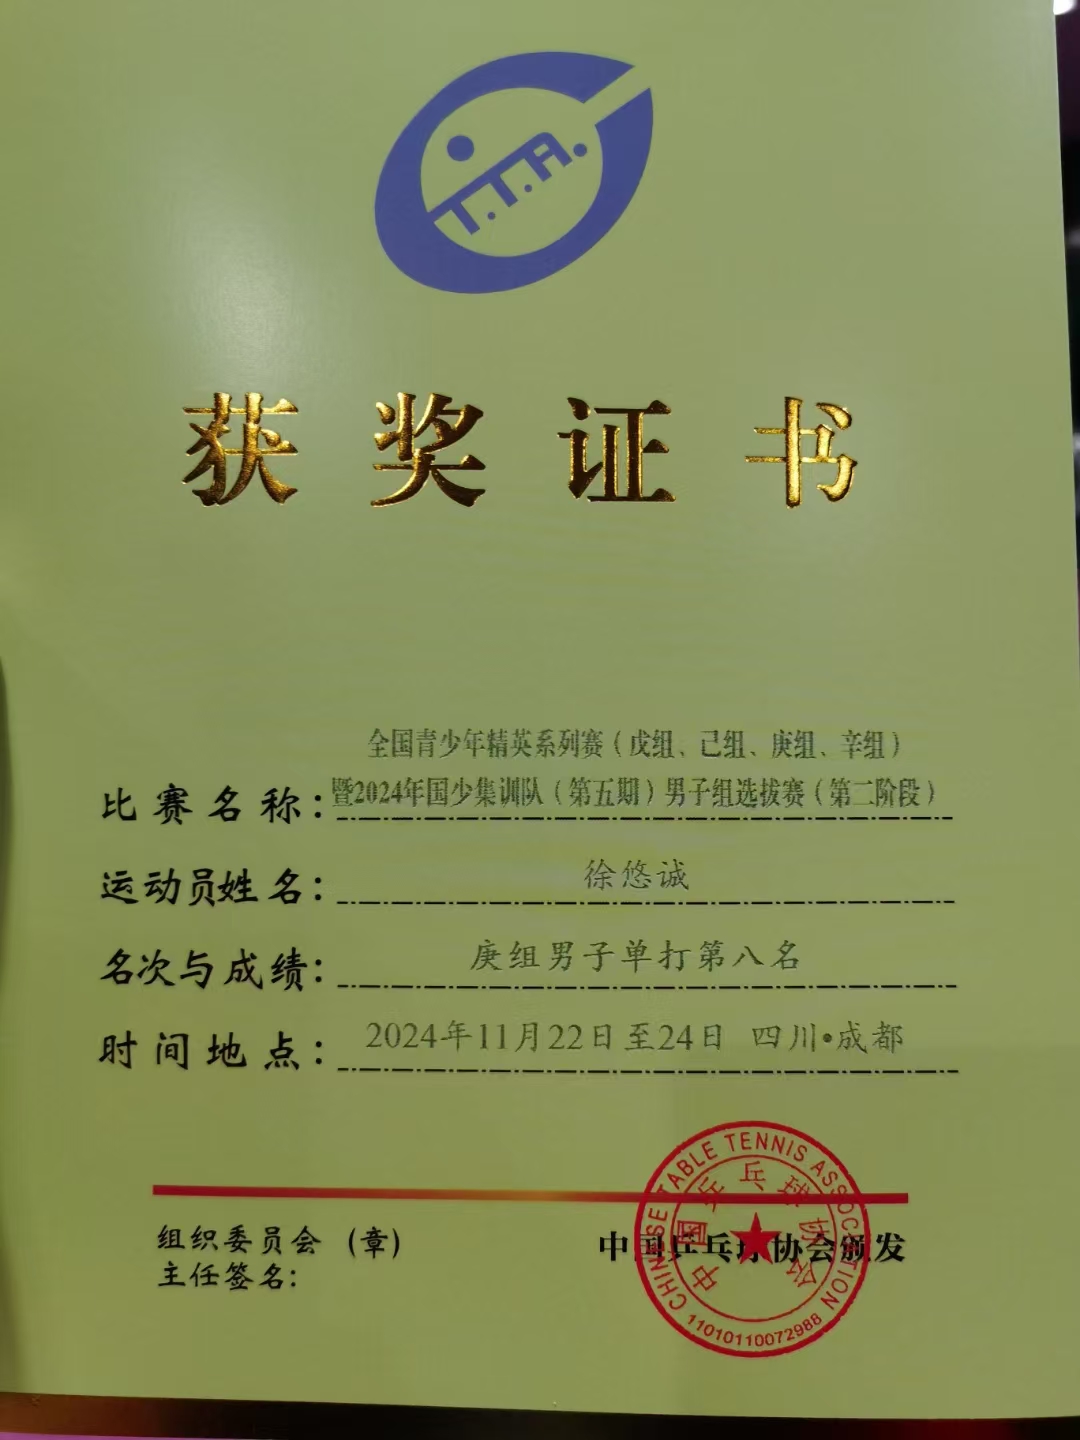 T.T.A.
获奖证书
全国青少年精英系列赛（戊组、己组、庚组、辛组）
比赛名称：暨2024年国少集训队（第五期）男子组选拔赛（第二阶段）
运动员姓名：徐悠诚
名次与成绩：庚组男子单打第八名
时间地点：2024年11月22日至24日 四川•成都
组织委员会（章）
主任签名：
中国乒乓球协会颁发
CHINESE TABLE TENNIS ASSOCIATION
中国乒乓球协会
11010110072988